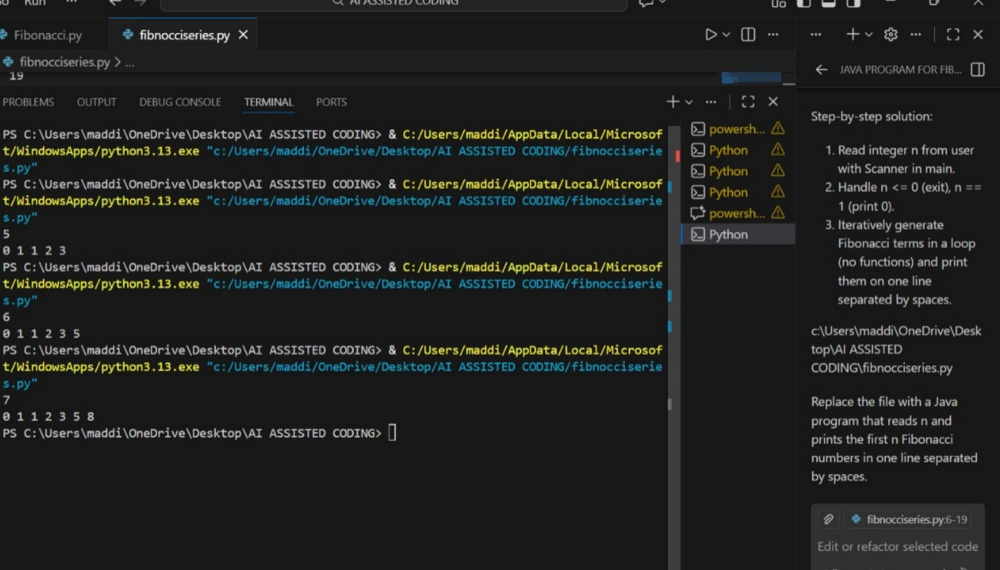 Run ...
AI ASSISTED CODING
Fibonacci.py
fibnocciseries.py
fibnocciseries.py > ...
19
PROBLEMS OUTPUT DEBUG CONSOLE TERMINAL PORTS
PS C:\Users\maddi\OneDrive\Desktop\AI ASSISTED CODING> & C:/Users/maddi/AppData/Local/Microsof
t/WindowsApps/python3.13.exe "c:/Users/maddi/OneDrive/Desktop/AI ASSISTED CODING/fibnocciserie
s.py"
PS C:\Users\maddi\OneDrive\Desktop\AI ASSISTED CODING> & C:/Users/maddi/AppData/Local/Microsof
t/WindowsApps/python3.13.exe "c:/Users/maddi/OneDrive/Desktop/AI ASSISTED CODING/fibnocciserie
s.py"
5
0 1 1 2 3
PS C:\Users\maddi\OneDrive\Desktop\AI ASSISTED CODING> & C:/Users/maddi/AppData/Local/Microsof
t/WindowsApps/python3.13.exe "c:/Users/maddi/OneDrive/Desktop/AI ASSISTED CODING/fibnocciserie
s.py"
6
0 1 1 2 3 5
PS C:\Users\maddi\OneDrive\Desktop\AI ASSISTED CODING> & C:/Users/maddi/AppData/Local/Microsof
t/WindowsApps/python3.13.exe "c:/Users/maddi/OneDrive/Desktop/AI ASSISTED CODING/fibnocciserie
s.py"
7
0 1 1 2 3 5 8
PS C:\Users\maddi\OneDrive\Desktop\AI ASSISTED CODING>
powersh...
Python
Python
Python
powersh...
Python
JAVA PROGRAM FOR FIB...
Step-by-step solution:
1. Read integer n from user
with Scanner in main.
2. Handle n <= 0 (exit), n ==
1 (print 0).
3. Iteratively generate
Fibonacci terms in a loop
(no functions) and print
them on one line
separated by spaces.
c:\Users\maddi\OneDrive\Desk
top\AI ASSISTED
CODING\fibnocciseries.py
Replace the file with a Java
program that reads n and
prints the first n Fibonacci
numbers in one line separated
by spaces.
fibnocciseries.py:6-19
Edit or refactor selected code